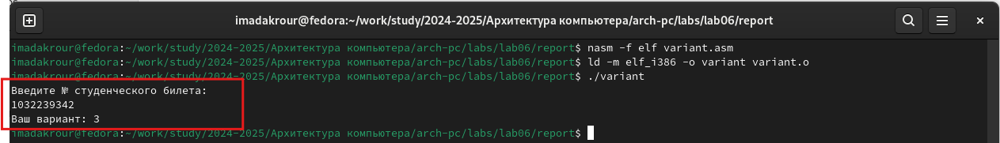 imadakrour@fedora:~/work/study/2024-2025/Архитектура компьютера/arch-pc/labs/lab06/report
imadakrour@fedora:~/work/study/2024-2025/Архитектура компьютера/arch-pc/labs/lab06/report$ nasm -f elf variant.asm
imadakrour@fedora:~/work/study/2024-2025/Архитектура компьютера/arch-pc/labs/lab06/report$ ld -m elf_i386 -o variant variant.o
imadakrour@fedora:~/work/study/2024-2025/Архитектура компьютера/arch-pc/labs/lab06/report$ ./variant
Введите № студенческого билета:
1032239342
Ваш вариант: 3
imadakrour@fedora:~/work/study/2024-2025/Архитектура компьютера/arch-pc/labs/lab06/report$